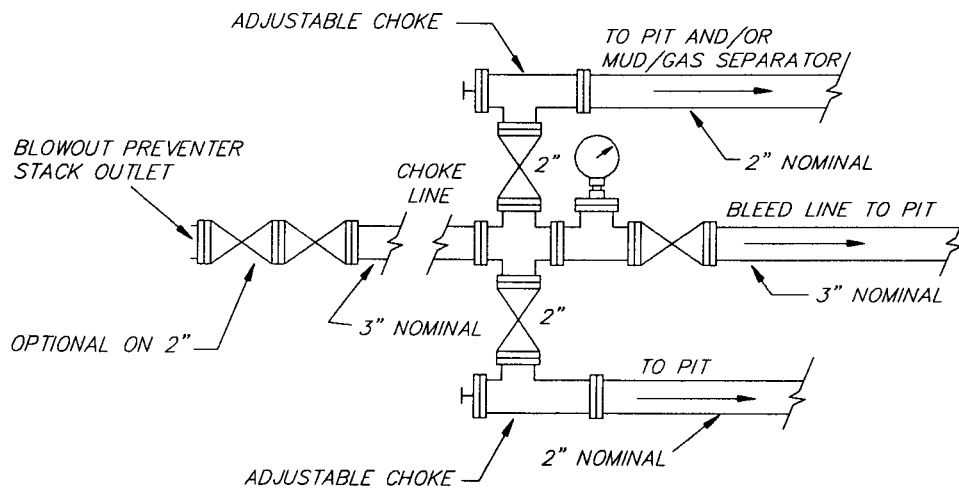 ADJUSTABLE CHOKE
TO PIT AND/OR
MUD/GAS SEPARATOR
BLOWOUT PREVENTER
STACK OUTLET
2"
2" NOMINAL
CHOKE
LINE
BLEED LINE TO PIT
3" NOMINAL
3" NOMINAL
OPTIONAL ON 2"
2"
TO PIT
2" NOMINAL
ADJUSTABLE CHOKE